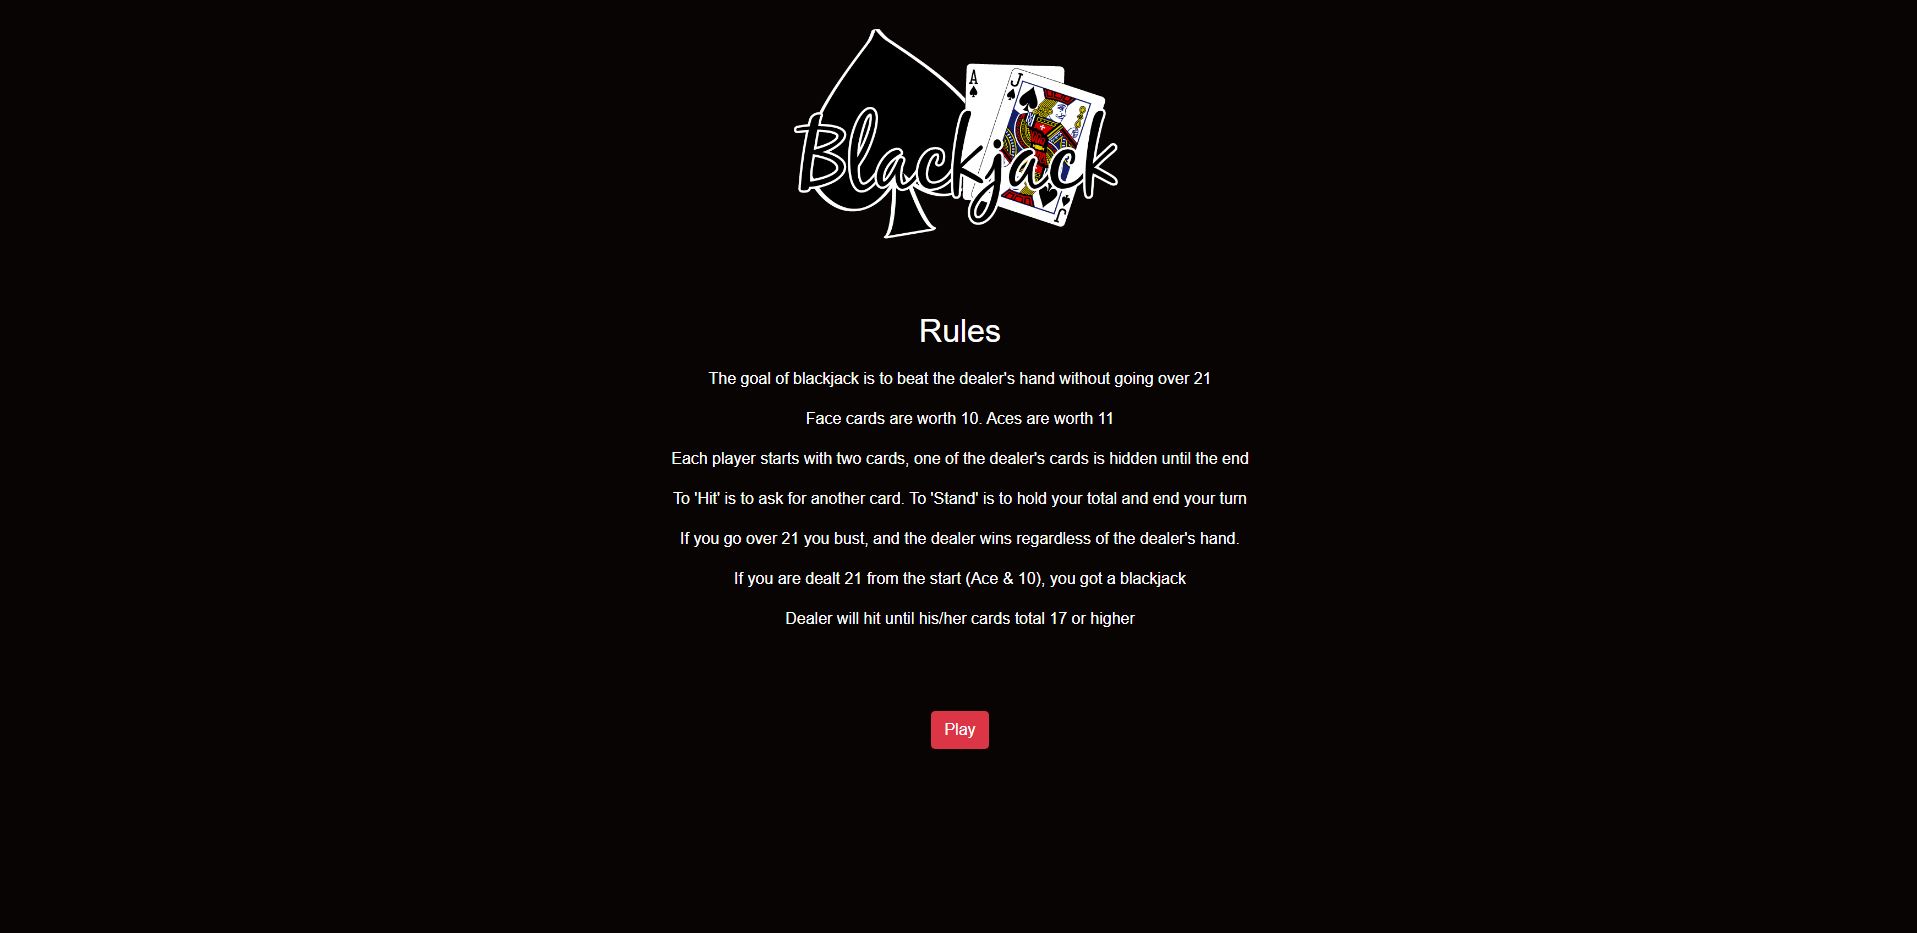 A
J
Blackjack
J
Rules
The goal of blackjack is to beat the dealer's hand without going over 21
Face cards are worth 10. Aces are worth 11
Each player starts with two cards, one of the dealer's cards is hidden until the end
To 'Hit' is to ask for another card. To 'Stand' is to hold your total and end your turn
If you go over 21 you bust, and the dealer wins regardless of the dealer's hand.
If you are dealt 21 from the start (Ace & 10), you got a blackjack
Dealer will hit until his/her cards total 17 or higher
Play